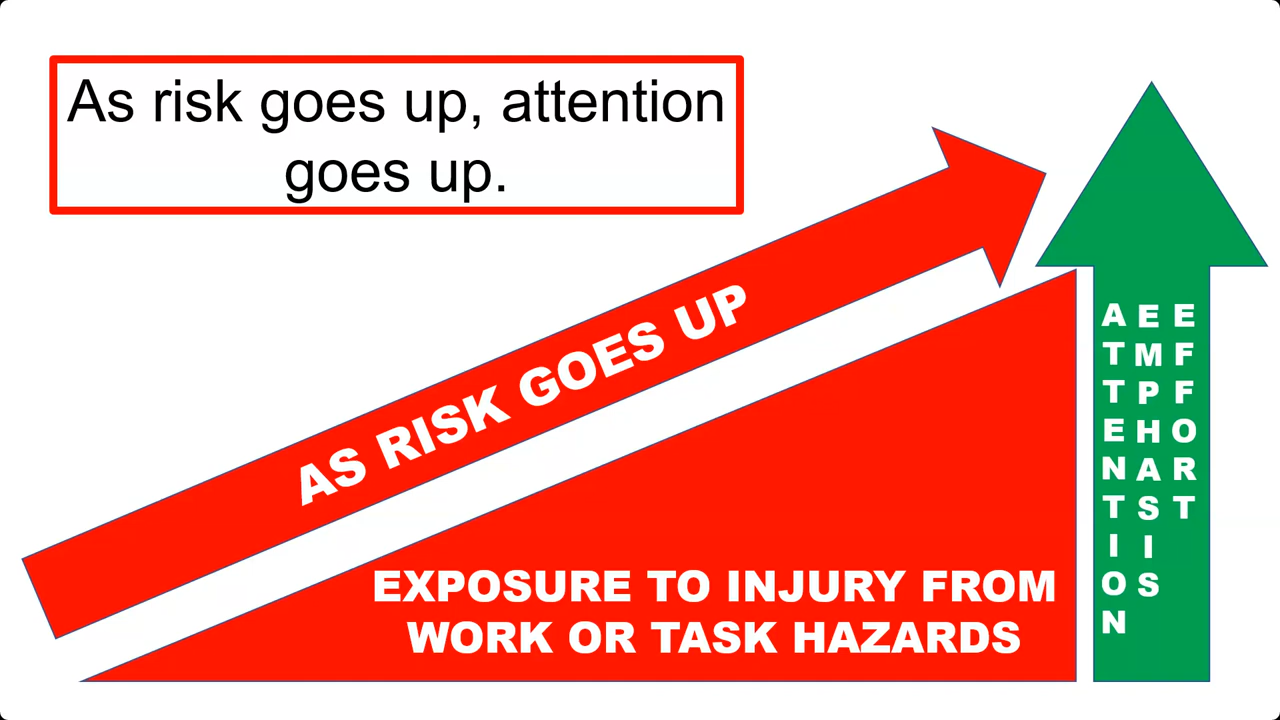 As risk goes up, attention
goes up.
AS RISK GOES UP
EXPOSURE TO INJURY FROM
WORK OR TASK HAZARDS
ATTENTION
EMPHASIS
EFFORT